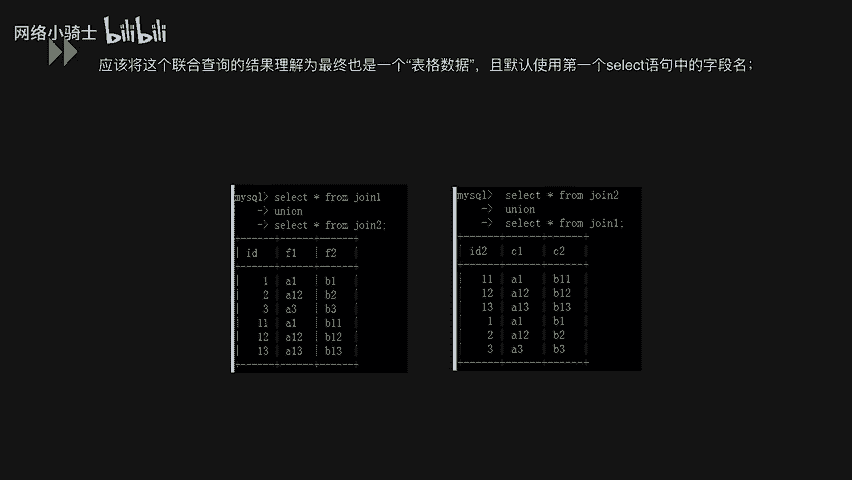 网络小骑士 bilibili
应该将这个联合查询的结果理解为最终也是一个“表格数据”，且默认使用第一个select语句中的字段名；
mysql> select * from join1
-> union
-> select * from join2;
id f1 f2
1 a1 b1
2 a12 b2
3 a3 b3
11 a1 b11
12 a12 b12
13 a13 b13
mysql> select * from join2
-> union
-> select * from join1;
id2 c1 c2
11 a1 b11
12 a12 b12
13 a13 b13
1 a1 b1
2 a12 b2
3 a3 b3